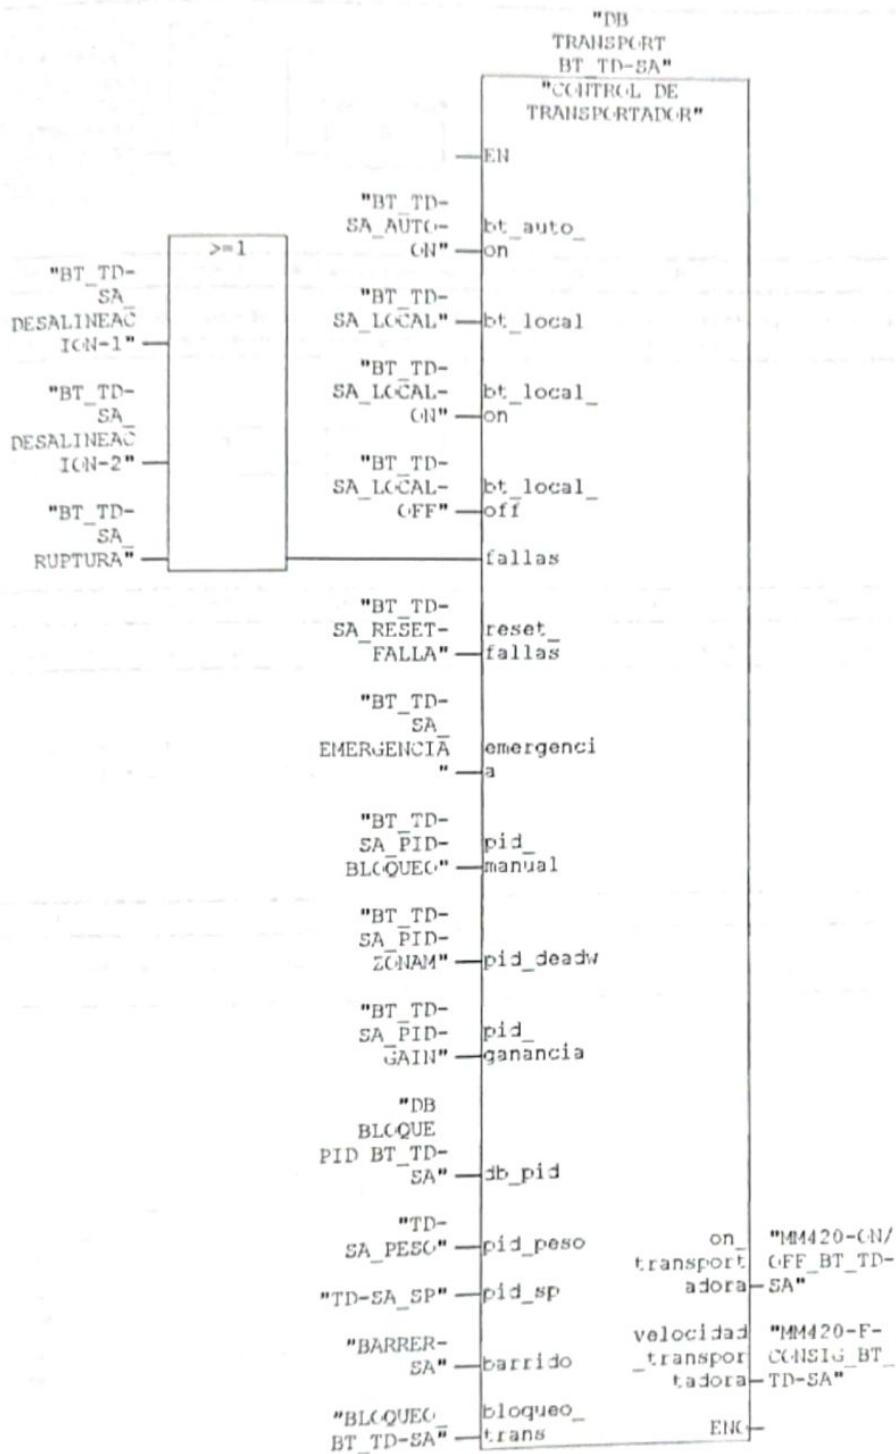 "DB
TRANSPORT
BT_TD-SA"
"CONTROL DE
TRANSPORTADOR"
EN
"BT_TD-
SA_AUTO-
ON"
bt_auto_
on
>=1
"BT_TD-
SA_
DESALINEAC
ION-1"
"BT_TD-
SA_LOCAL"
bt_local
"BT_TD-
SA_LOCAL-
ON"
bt_local_
on
"BT_TD-
SA_
DESALINEAC
ION-2"
"BT_TD-
SA_LOCAL-
OFF"
bt_local_
off
"BT_TD-
SA_
RUPTURA"
fallas
"BT_TD-
SA_RESET-
FALLA"
reset_
fallas
"BT_TD-
SA_
EMERGENCIA
"
emergenci
a
"BT_TD-
SA_PID-
BLOQUEO"
pid_
manual
"BT_TD-
SA_PID-
ZONAM"
pid_deadw
"BT_TD-
SA_PID-
GAIN"
pid_
ganancia
"DB
BLOQUE
PID BT_TD-
SA"
db_pid
"TD-
SA_PESO"
pid_peso
"TD-SA_SP"
pid_sp
"BARRER-
SA"
barrido
"BLOQUEO_
BT_TD-SA"
bloqueo_
trans
on_
transport
adora
"MM420-ON/
OFF_BT_TD-
SA"
velocidad
_transpor
tadora
"MM420-F-
CONSIG_BT_
TD-SA"
ENO